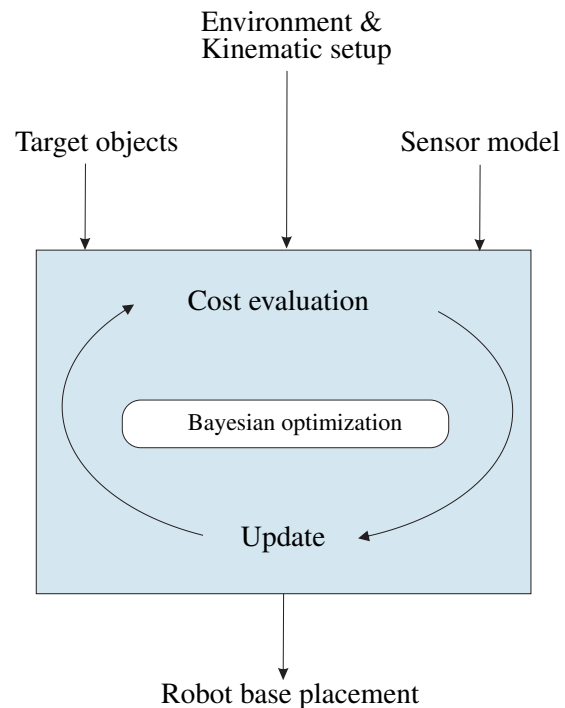 Environment &
Kinematic setup
Target objects
Sensor model
Cost evaluation
Bayesian optimization
Update
Robot base placement